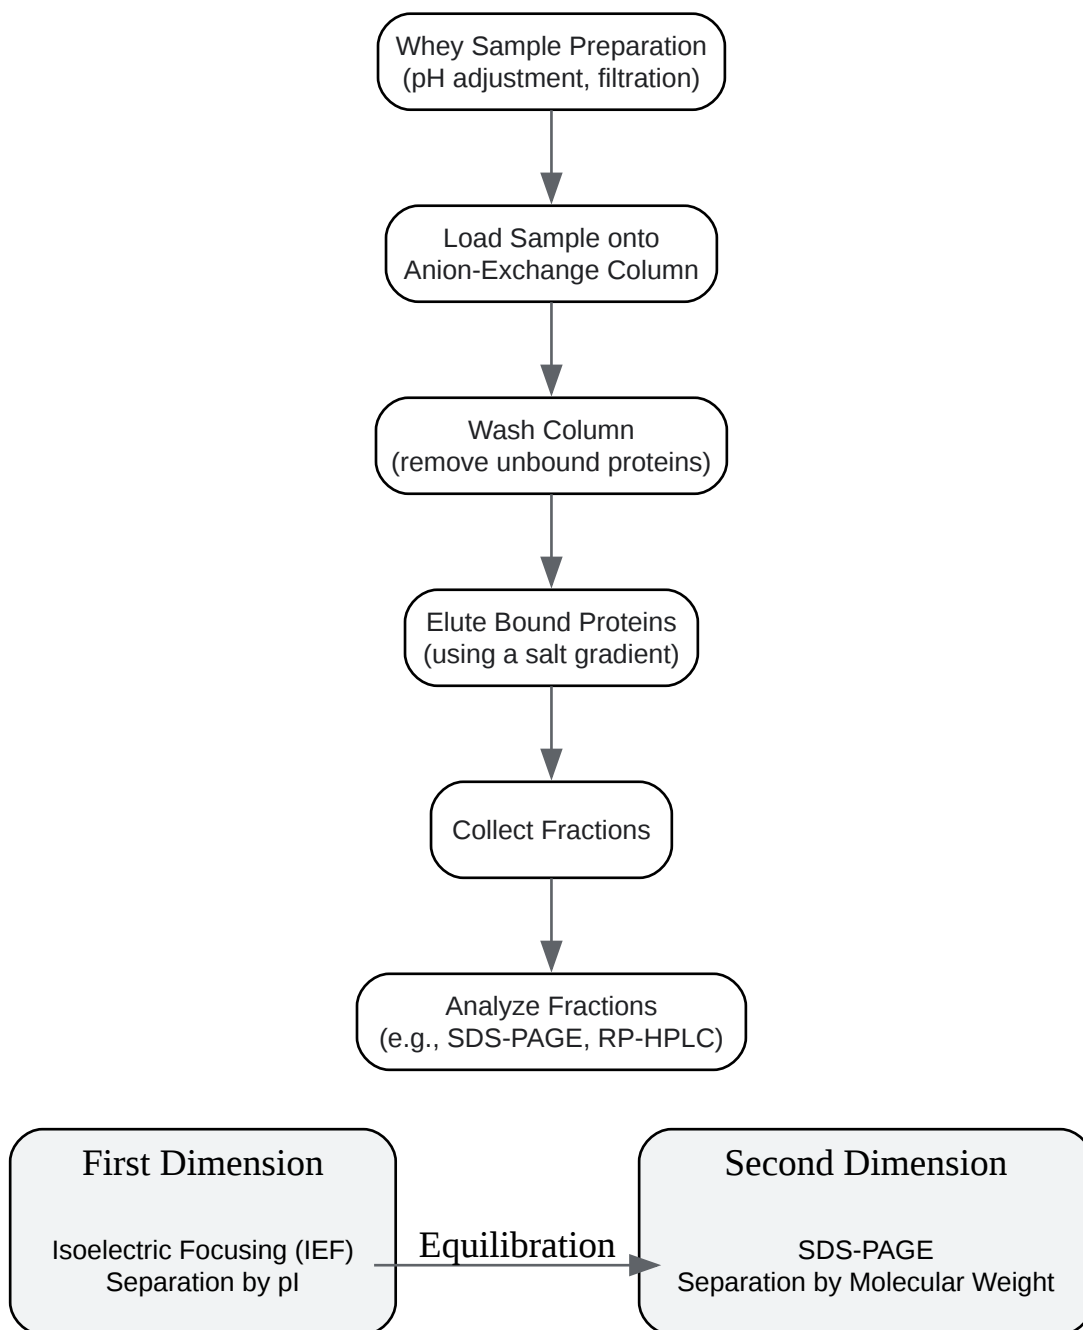 Whey Sample Preparation
(pH adjustment, filtration)
Load Sample onto
Anion-Exchange Column
Wash Column
(remove unbound proteins)
Elute Bound Proteins
(using a salt gradient)
Collect Fractions
Analyze Fractions
(e.g., SDS-PAGE, RP-HPLC)
First Dimension
Isoelectric Focusing (IEF)
Separation by pI
Equilibration
Second Dimension
SDS-PAGE
Separation by Molecular Weight